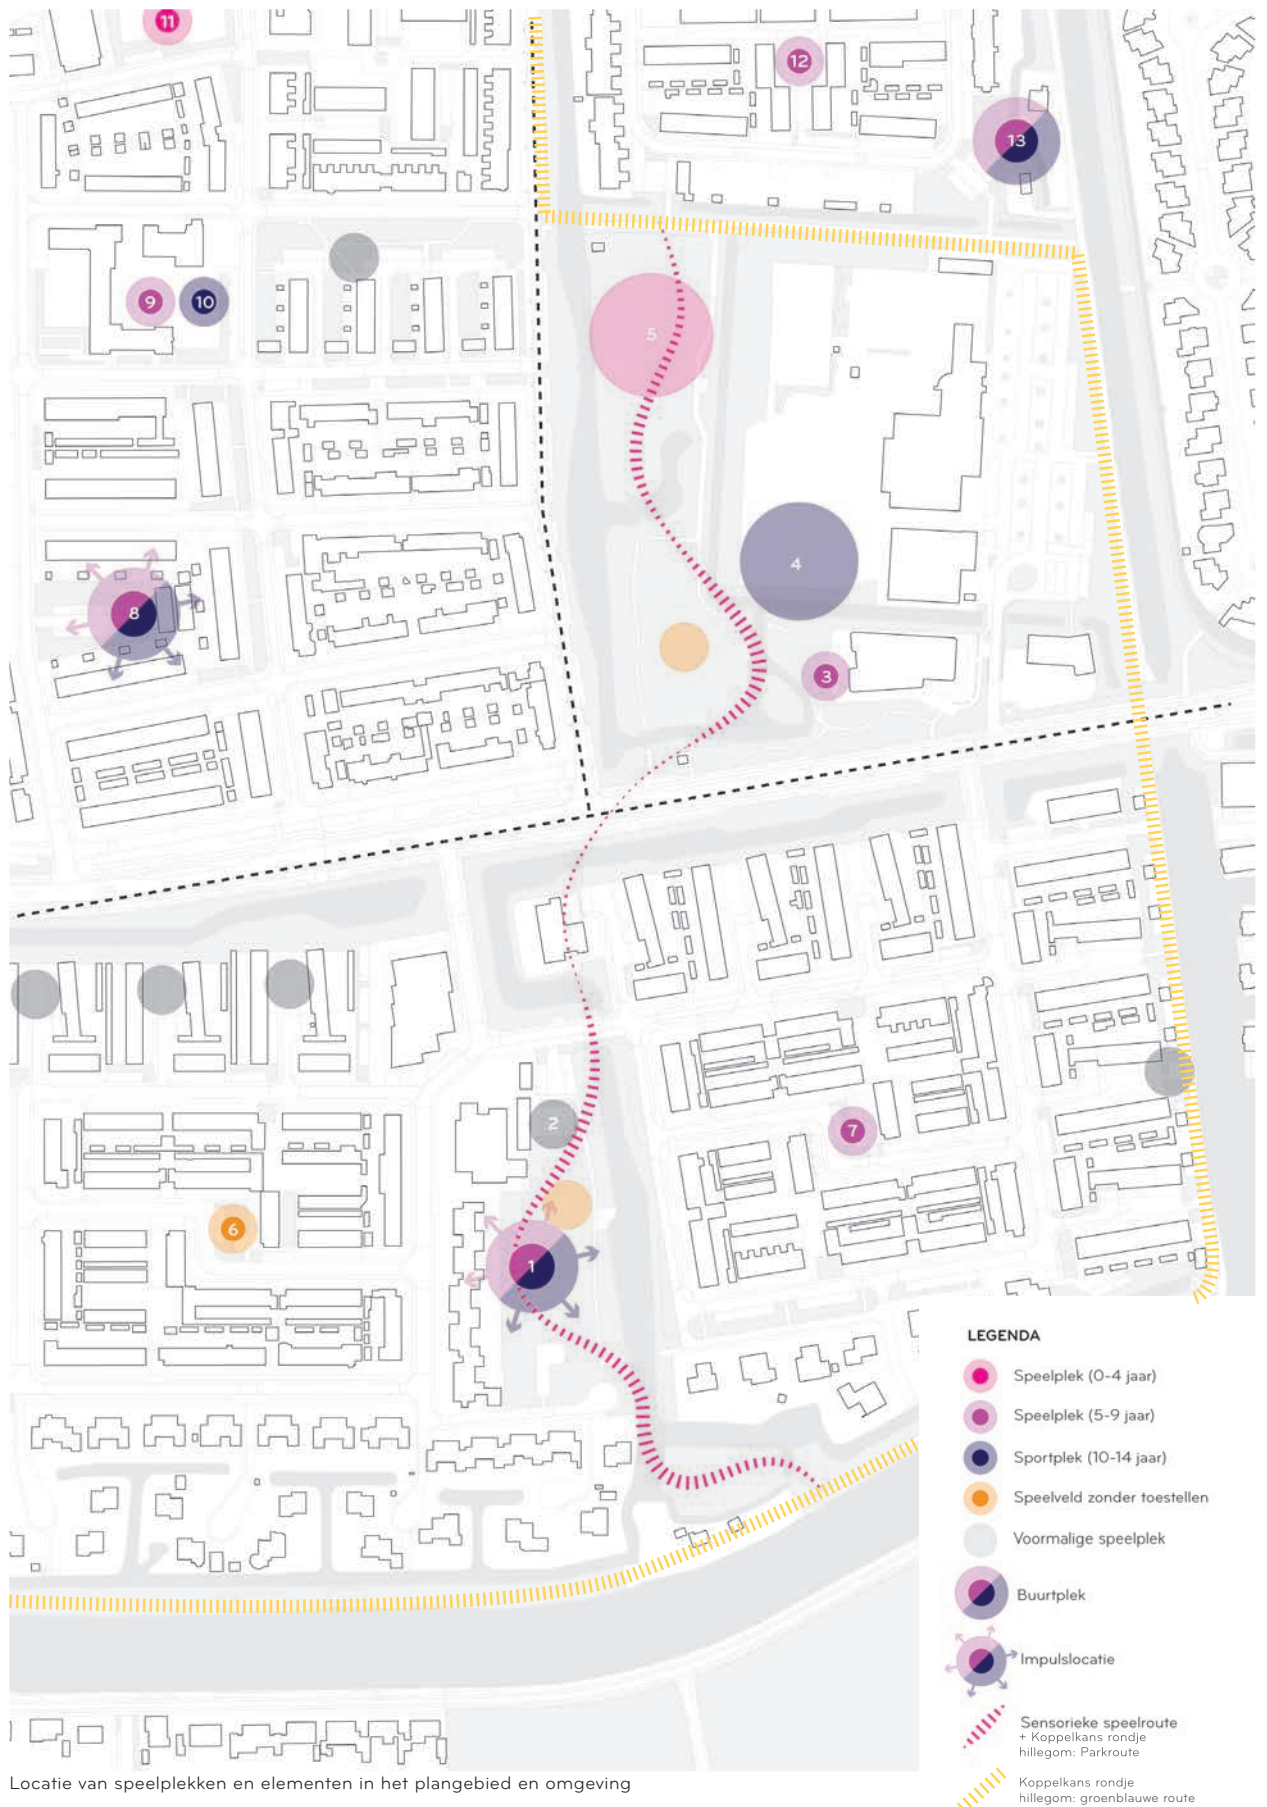 11
12
13
9
10
5
4
8
3
2
7
6
1
LEGENDA
Speelplek (0-4 jaar)
Speelplek (5-9 jaar)
Sportplek (10-14 jaar)
Speelveld zonder toestellen
Voormalige speelplek
Buurtplek
Impulslocatie
Sensorieke speelroute
+ Koppelkans rondje
hillegom: Parkroute
Koppelkans rondje
hillegom: groenblauwe route
Locatie van speelplekken en elementen in het plangebied en omgeving